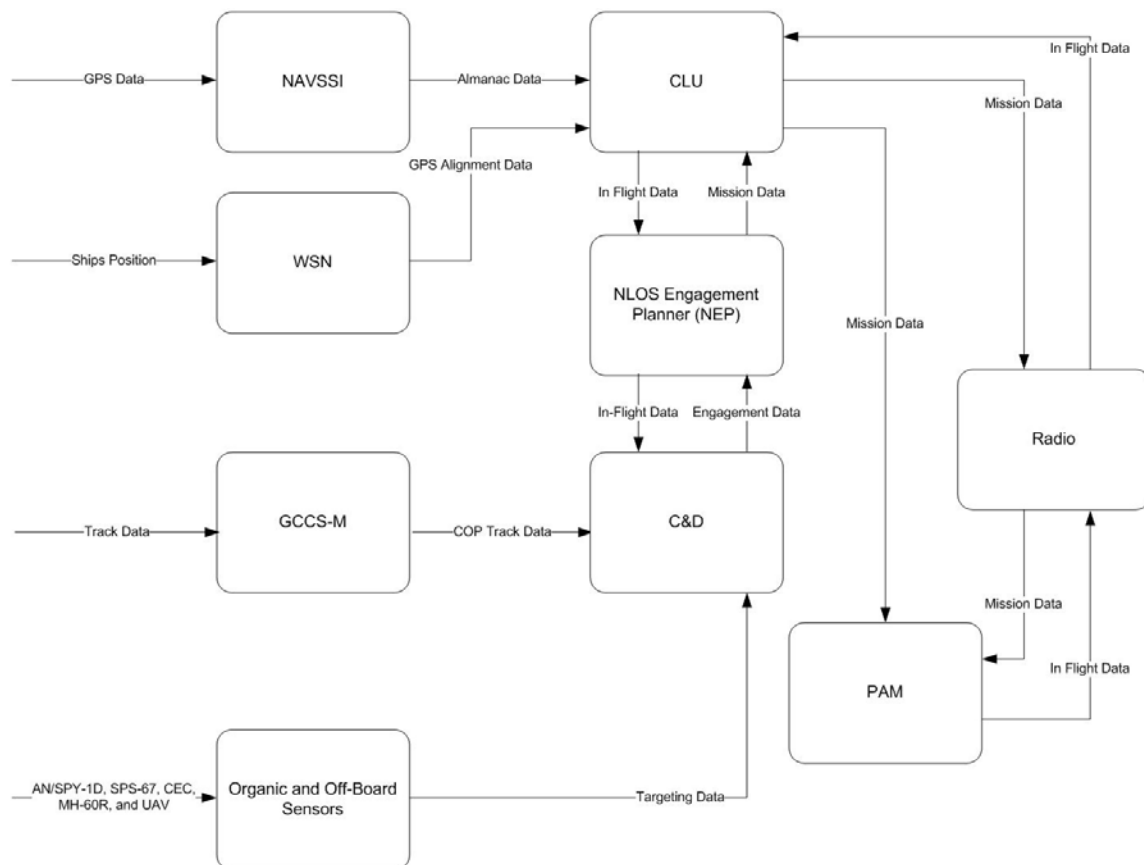 In Flight Data
GPS Data
NAVSSI
Almanac Data
CLU
Mission Data
GPS Alignment Data
In Flight Data
Mission Data
Ships Position
WSN
NLOS Engagement
Planner (NEP)
Mission Data
In-Flight Data
Engagement Data
Radio
Track Data
GCCS-M
COP Track Data
C&D
Mission Data
In Flight Data
PAM
AN/SPY-1D, SPS-67, CEC,
MH-60R, and UAV
Organic and Off-Board
Sensors
Targeting Data